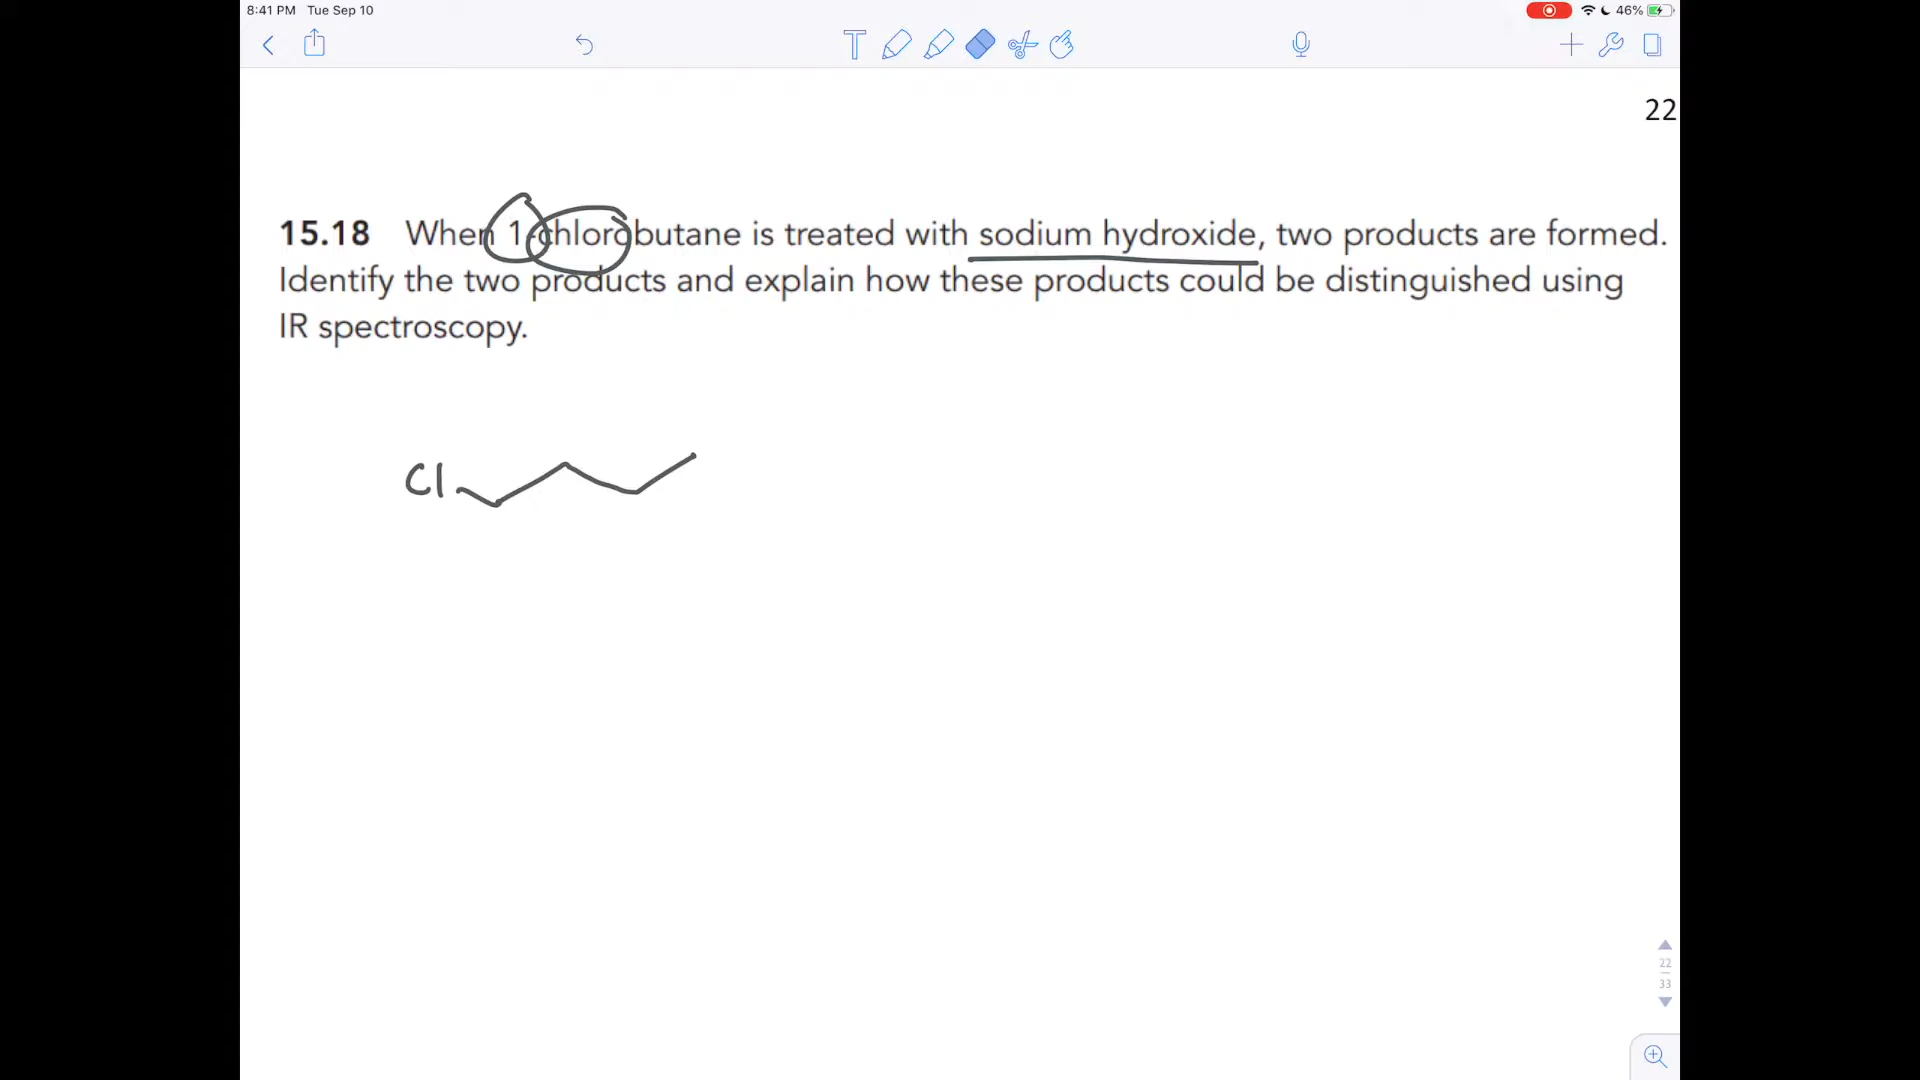 8:41 PM Tue Sep 10
46%
22
15.18 When 1-chlorobutane is treated with sodium hydroxide, two products are formed.
Identify the two products and explain how these products could be distinguished using
IR spectroscopy.
Cl
22
33